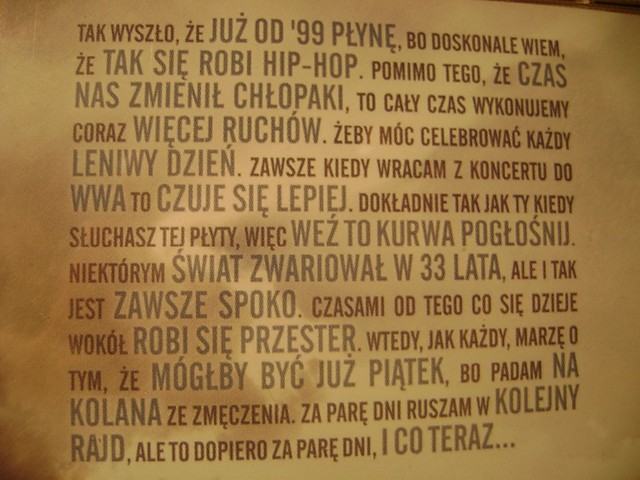 TAK WYSZŁO, ŻE JUŻ OD '99 PŁYNĘ, BO DOSKONALE WIEM,
ŻE TAK SIĘ ROBI HIP-HOP. POMIMO TEGO, ŻE CZAS
NAS ZMIENIŁ CHŁOPAKI, TO CAŁY CZAS WYKONUJEMY
CORAZ WIĘCEJ RUCHÓW. ŻEBY MÓC CELEBROWAĆ KAŻDY
LENIWY DZIEŃ. ZAWSZE KIEDY WRACAM Z KONCERTU DO
WWA TO CZUJE SIĘ LEPIEJ. DOKŁADNIE TAK JAK TY KIEDY
SŁUCHASZ TEJ PŁYTY, WIĘC WEŹ TO KURWA POGŁOŚNIJ.
NIEKTÓRYM ŚWIAT ZWARIOWAŁ W 33 LATA, ALE I TAK
JEST ZAWSZE SPOKO. CZASAMI OD TEGO CO SIĘ DZIEJE
WOKÓŁ ROBI SIĘ PRZESTER. WTEDY, JAK KAŻDY, MARZĘ O
TYM, ŻE MÓGŁBY BYĆ JUŻ PIĄTEK, BO PADAM NA
KOLANA ZE ZMĘCZENIA. ZA PARĘ DNI RUSZAM W KOLEJNY
RAJD, ALE TO DOPIERO ZA PARĘ DNI, I CO TERAZ...